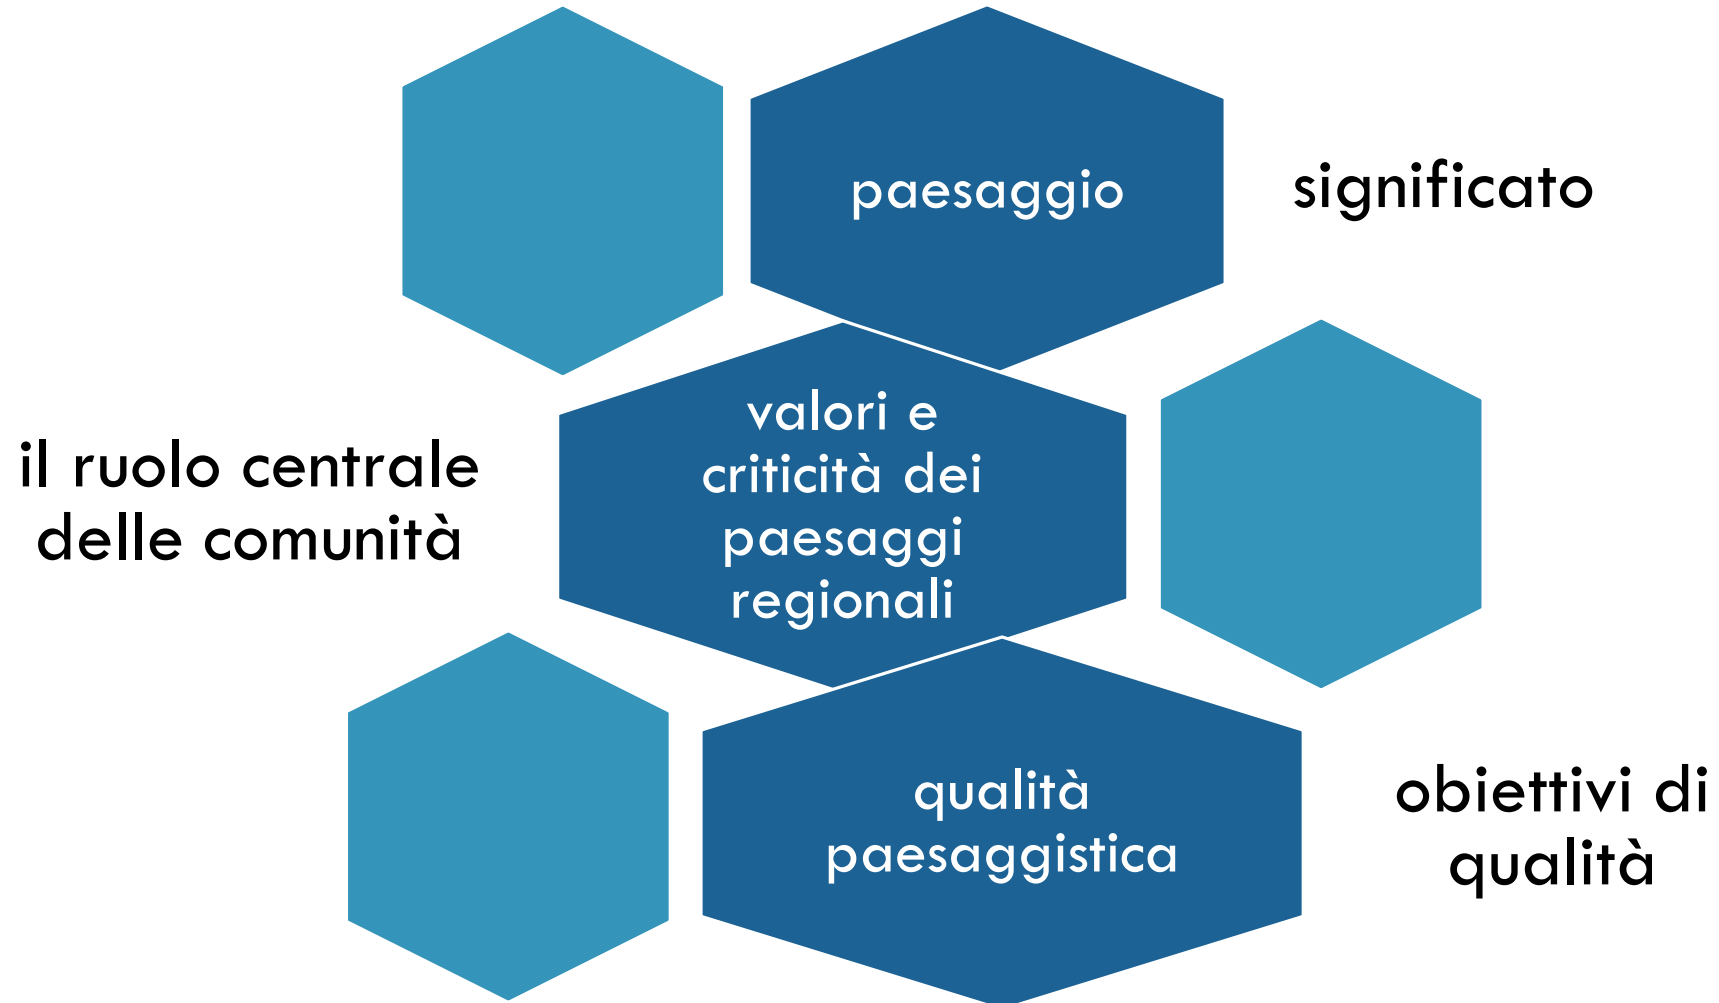 paesaggio
significato
il ruolo centrale
delle comunità
valori e
criticità dei
paesaggi
regionali
qualità
paesaggistica
obiettivi di
qualità